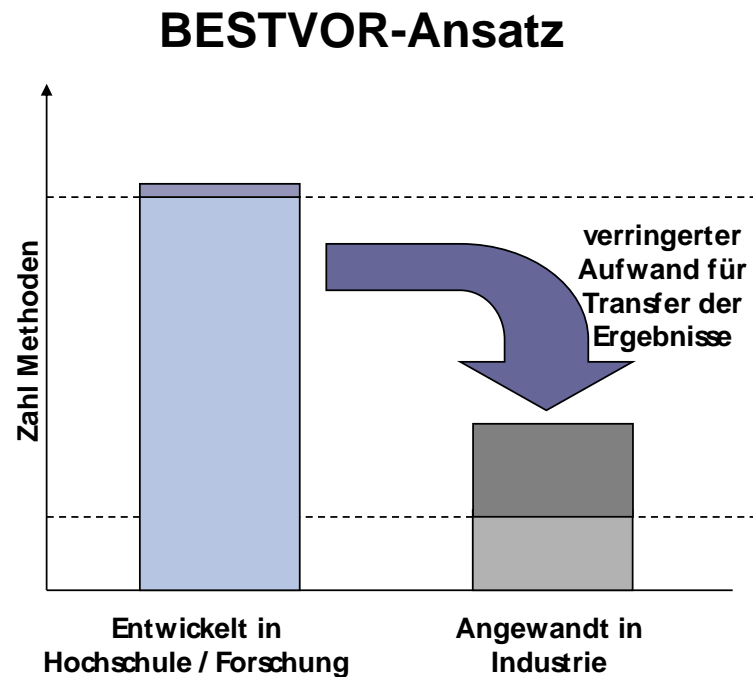 BESTVOR-Ansatz
Zahl Methoden
verringerter
Aufwand für
Transfer der
Ergebnisse
Entwickelt in
Hochschule / Forschung
Angewandt in
Industrie